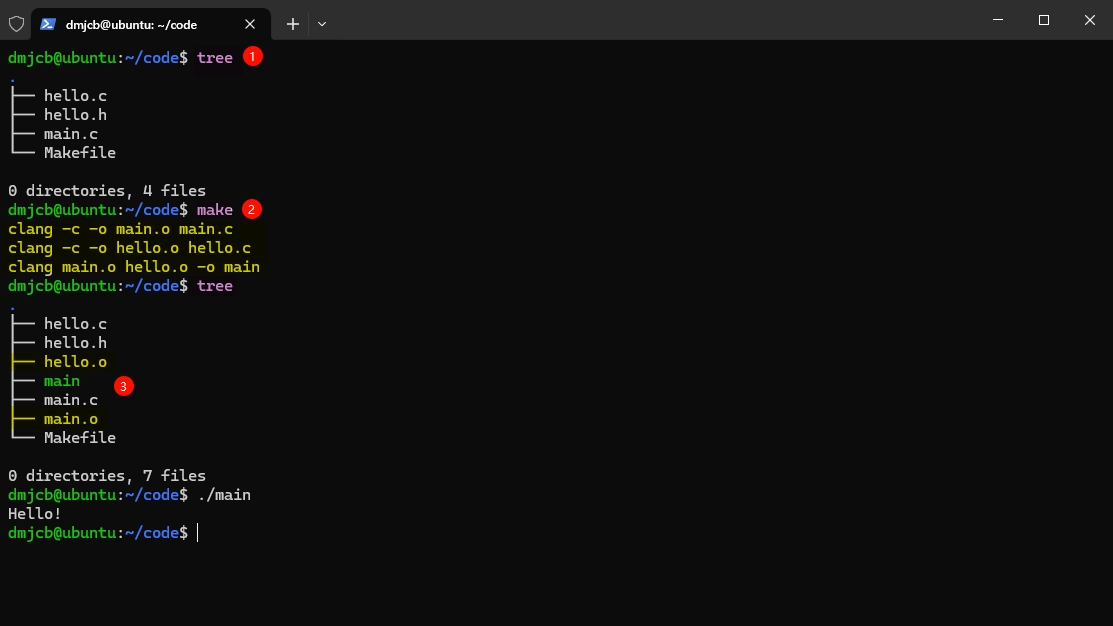 dmjcb@ubuntu: ~/code
dmjcb@ubuntu:~/code$ tree 1
.
├── hello.c
├── hello.h
├── main.c
└── Makefile
0 directories, 4 files
dmjcb@ubuntu:~/code$ make 2
clang -c -o main.o main.c
clang -c -o hello.o hello.c
clang main.o hello.o -o main
dmjcb@ubuntu:~/code$ tree
.
├── hello.c
├── hello.h
├── hello.o
├── main
3
├── main.c
├── main.o
└── Makefile
0 directories, 7 files
dmjcb@ubuntu:~/code$ ./main
Hello!
dmjcb@ubuntu:~/code$